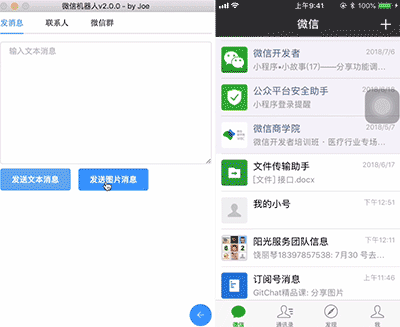 微信机器人v2.0.0 - by Joe
发消息 联系人 微信群
输入文本消息
发送文本消息 发送图片消息
上午9:41 85%
微信
微信开发者 2018/7/6
小程序•小故事(17)——分享功能调...
公众平台安全助手
小程序登录提醒
微信商学院 2018/5/7
微信开发者培训班 · 医疗行业专场...
文件传输助手 2018/6/17
[文件] 接口.docx
我的小号 下午12:51
阳光服务团队信息 下午12:11
饶丽琴18397857538: 7月30 号去...
订阅号消息 上午11:46
GitChat精品课: 分享图片
微信 通讯录 发现 我